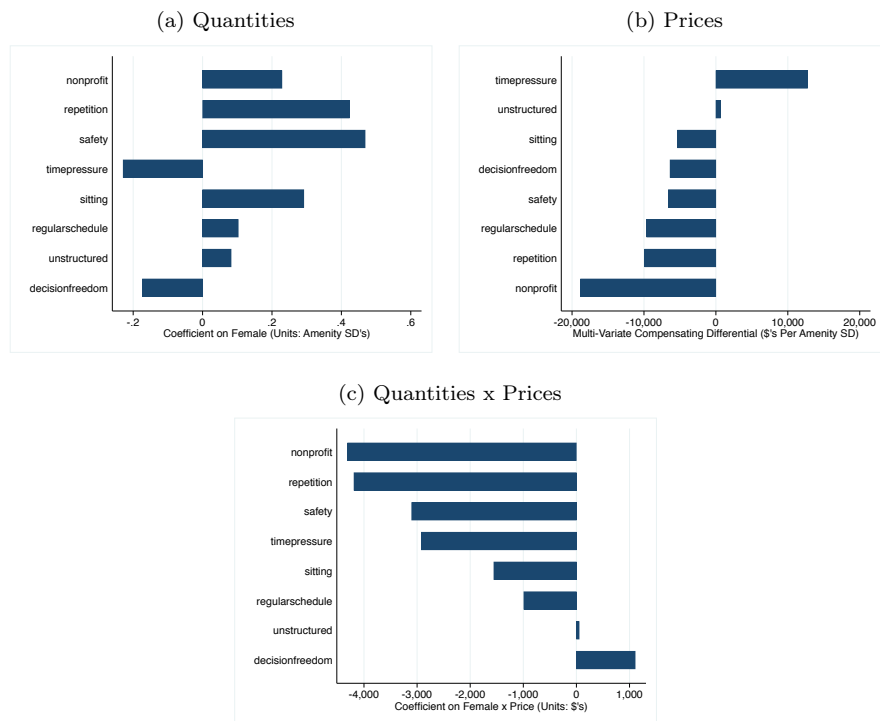 (a) Quantities
nonprofit
repetition
safety
timepressure
sitting
regularschedule
unstructured
decisionfreedom
-.2 0 .2 .4 .6
Coefficient on Female (Units: Amenity SD's)
(b) Prices
timepressure
unstructured
sitting
decisionfreedom
safety
regularschedule
repetition
nonprofit
-20,000 -10,000 0 10,000 20,000
Multi-Variate Compensating Differential ($'s Per Amenity SD)
(c) Quantities x Prices
nonprofit
repetition
safety
timepressure
sitting
regularschedule
unstructured
decisionfreedom
-4,000 -3,000 -2,000 -1,000 0 1,000
Coefficient on Female x Price (Units: $'s)